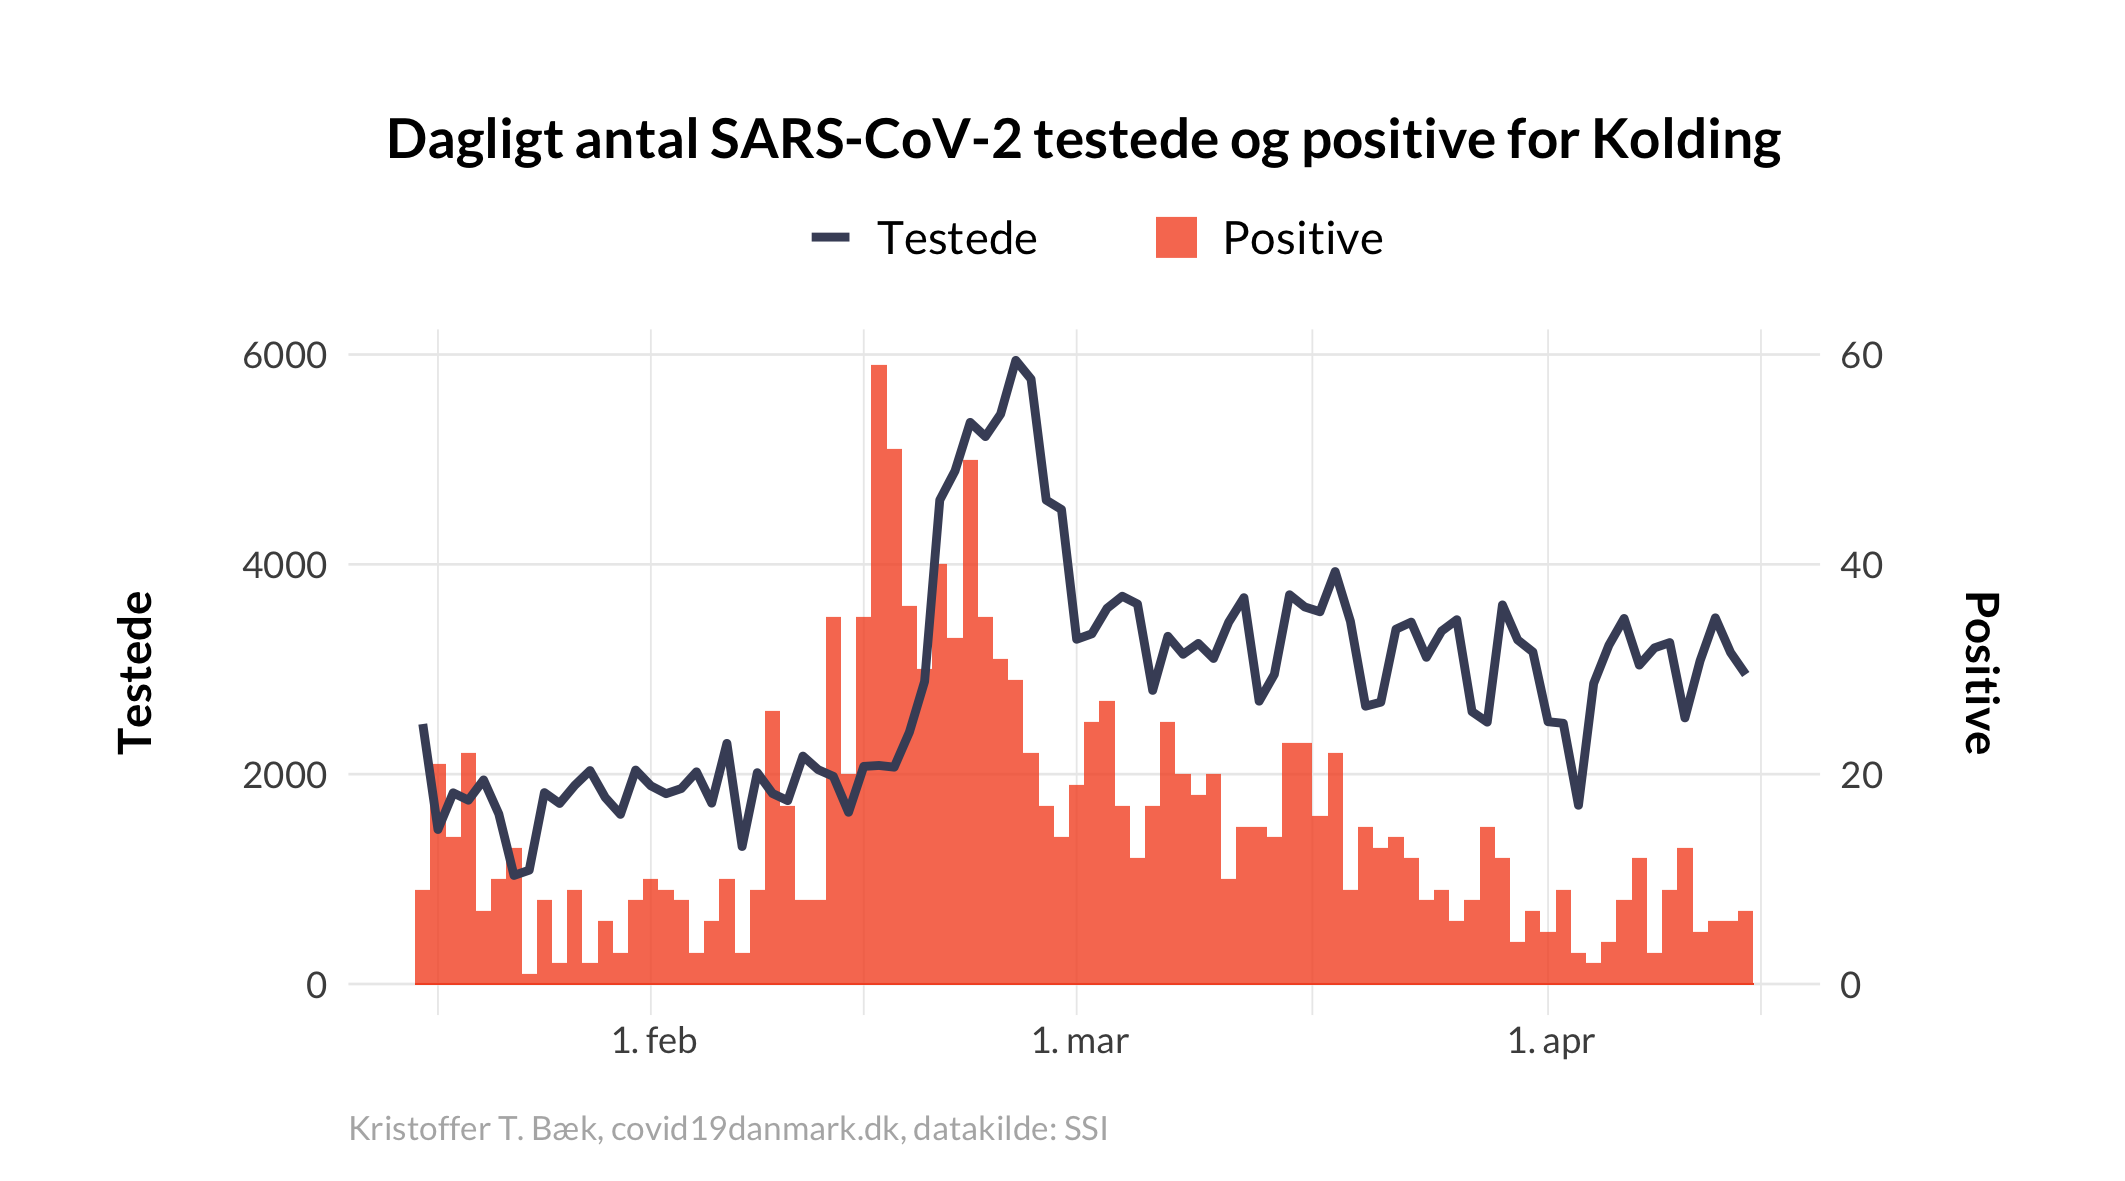 Dagligt antal SARS-CoV-2 testede og positive for Kolding
Testede
Positive
6000
4000
2000
0
60
40
20
0
Testede
Positive
1. feb
1. mar
1. apr
Kristoffer T. Bæk, covid19danmark.dk, datakilde: SSI